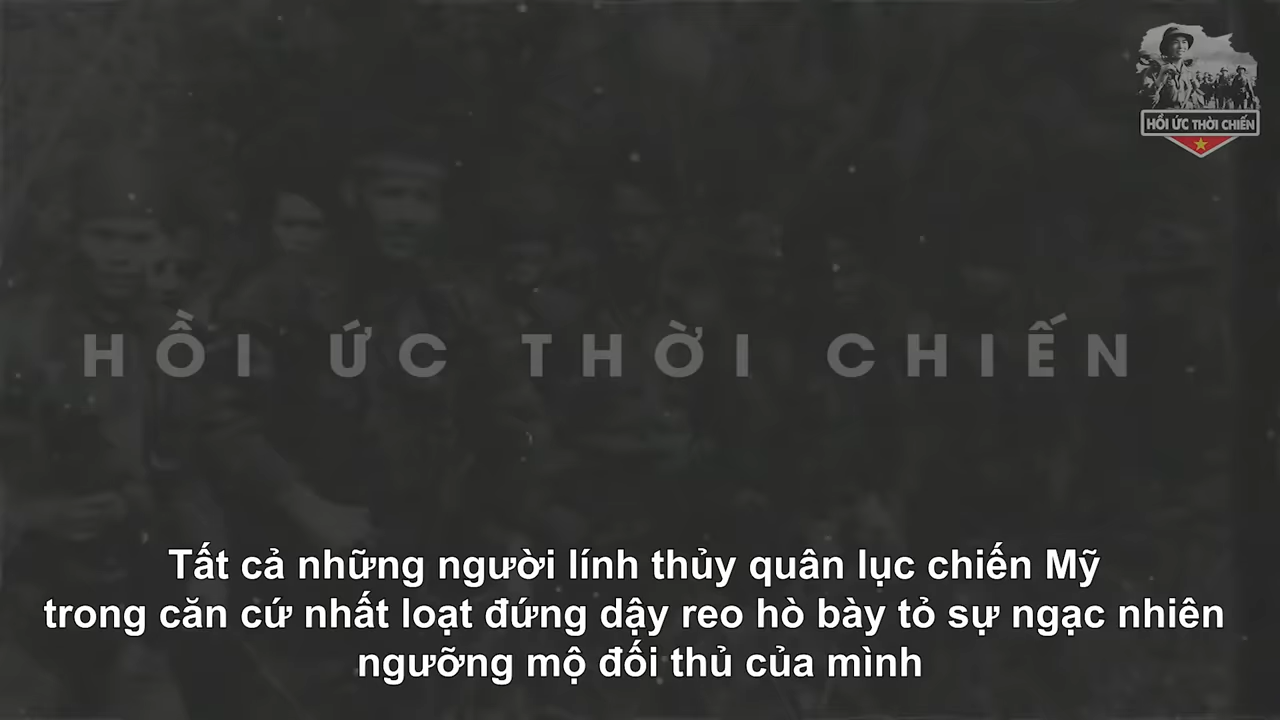 HỒI ỨC THỜI CHIẾN
HỒI ỨC THỜI CHIẾN
Tất cả những người lính thủy quân lục chiến Mỹ
trong căn cứ nhất loạt đứng dậy reo hò bày tỏ sự ngạc nhiên
ngưỡng mộ đối thủ của mình